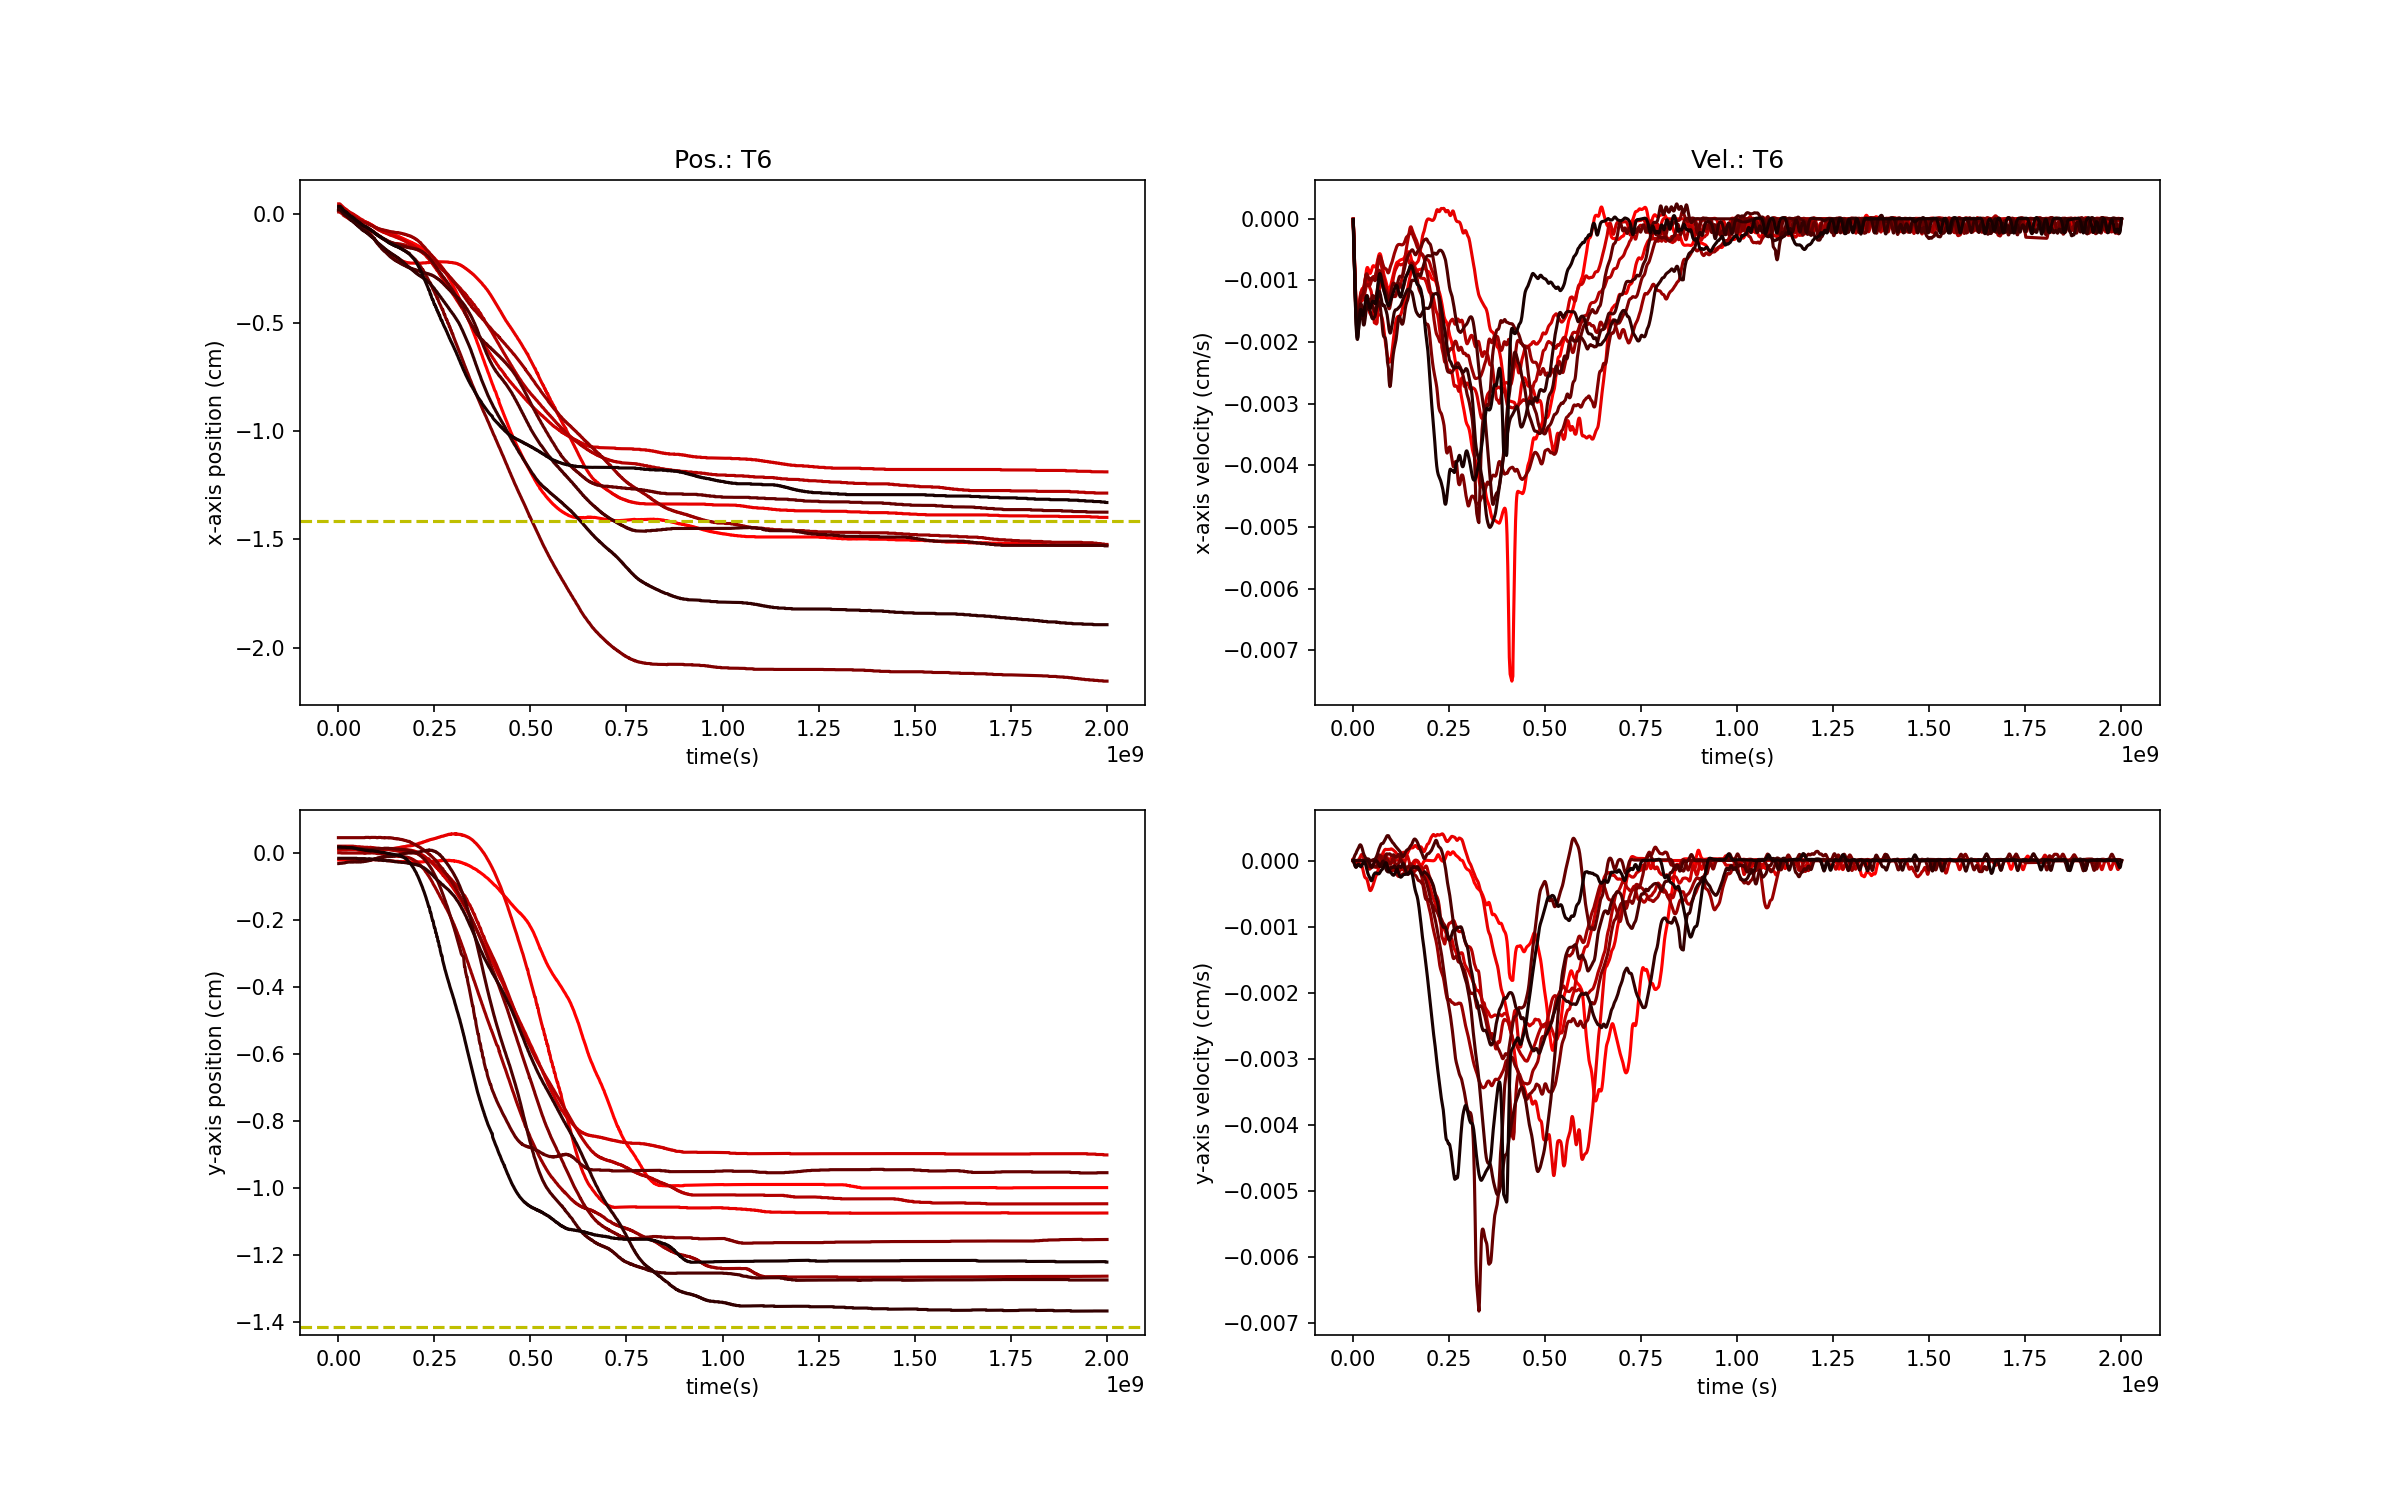 Pos.: T6
x-axis position (cm)
0.0
−0.5
−1.0
−1.5
−2.0
0.00 0.25 0.50 0.75 1.00 1.25 1.50 1.75 2.00
1e9
time(s)
Vel.: T6
x-axis velocity (cm/s)
0.000
−0.001
−0.002
−0.003
−0.004
−0.005
−0.006
−0.007
0.00 0.25 0.50 0.75 1.00 1.25 1.50 1.75 2.00
1e9
time(s)
y-axis position (cm)
0.0
−0.2
−0.4
−0.6
−0.8
−1.0
−1.2
−1.4
0.00 0.25 0.50 0.75 1.00 1.25 1.50 1.75 2.00
1e9
time(s)
y-axis velocity (cm/s)
0.000
−0.001
−0.002
−0.003
−0.004
−0.005
−0.006
−0.007
0.00 0.25 0.50 0.75 1.00 1.25 1.50 1.75 2.00
1e9
time (s)